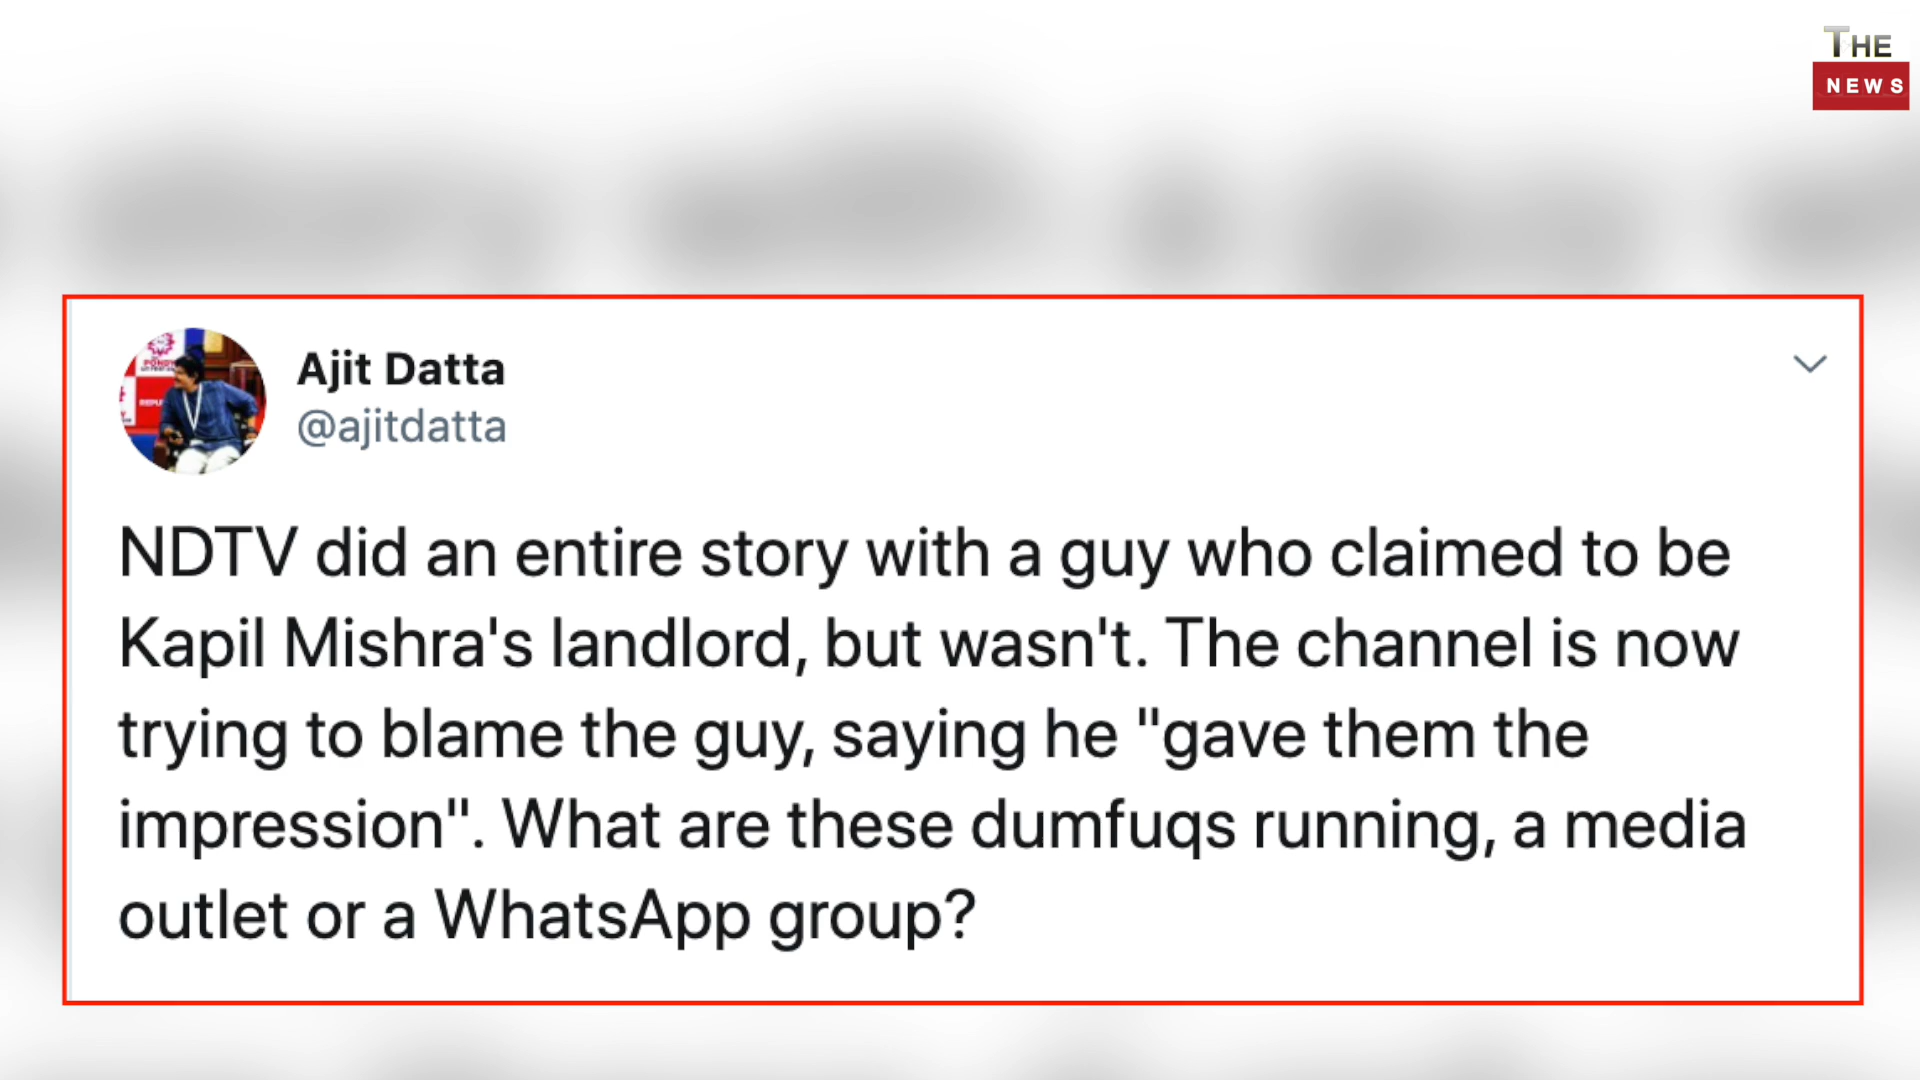 THE
NEWS
Ajit Datta
@ajitdatta
NDTV did an entire story with a guy who claimed to be
Kapil Mishra's landlord, but wasn't. The channel is now
trying to blame the guy, saying he "gave them the
impression". What are these dumfuqs running, a media
outlet or a WhatsApp group?